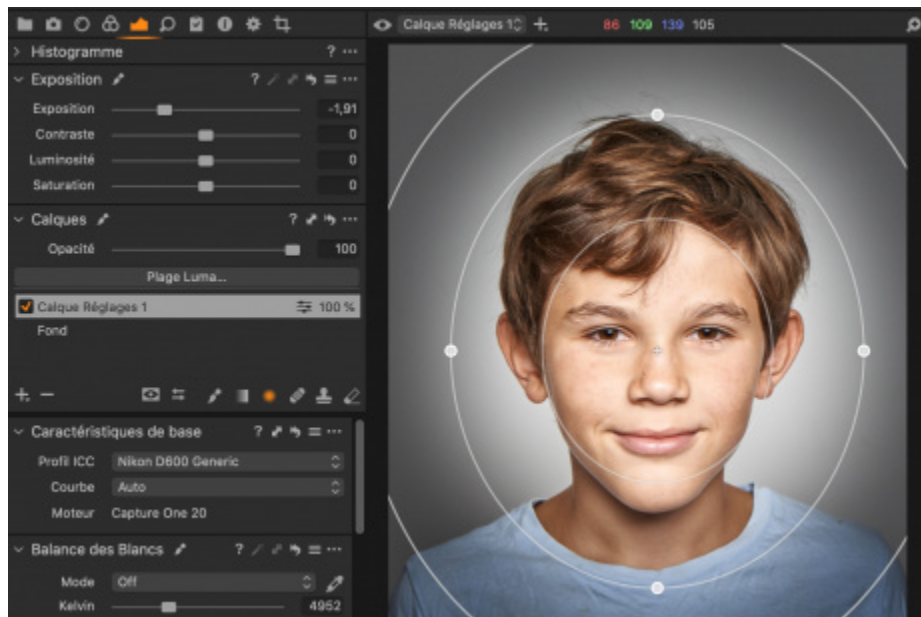 Calque Réglages 1
86 109 139 105
Histogramme
Exposition
Exposition -1,91
Contraste 0
Luminosité 0
Saturation 0
Calques
Opacité 100
Plage Luma...
Calque Réglages 1 100 %
Fond
Caractéristiques de base
Profil ICC Nikon D600 Generic
Courbe Auto
Moteur Capture One 20
Balance des Blancs
Mode Off
Kelvin 4952